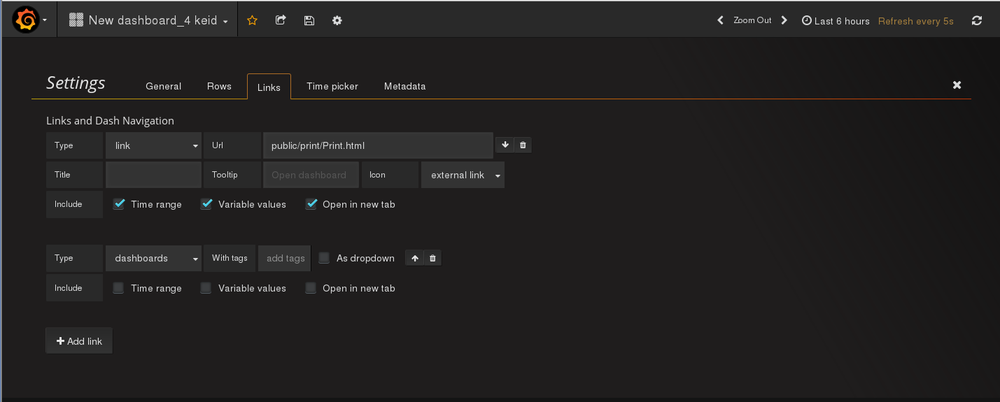 New dashboard_4 keid
Zoom Out
Last 6 hours
Refresh every 5s
Settings
General
Rows
Links
Time picker
Metadata
Links and Dash Navigation
Type link Url public/print/Print.html
Title Tooltip Open dashboard Icon external link
Include Time range Variable values Open in new tab
Type dashboards With tags add tags As dropdown
Include Time range Variable values Open in new tab
Add link